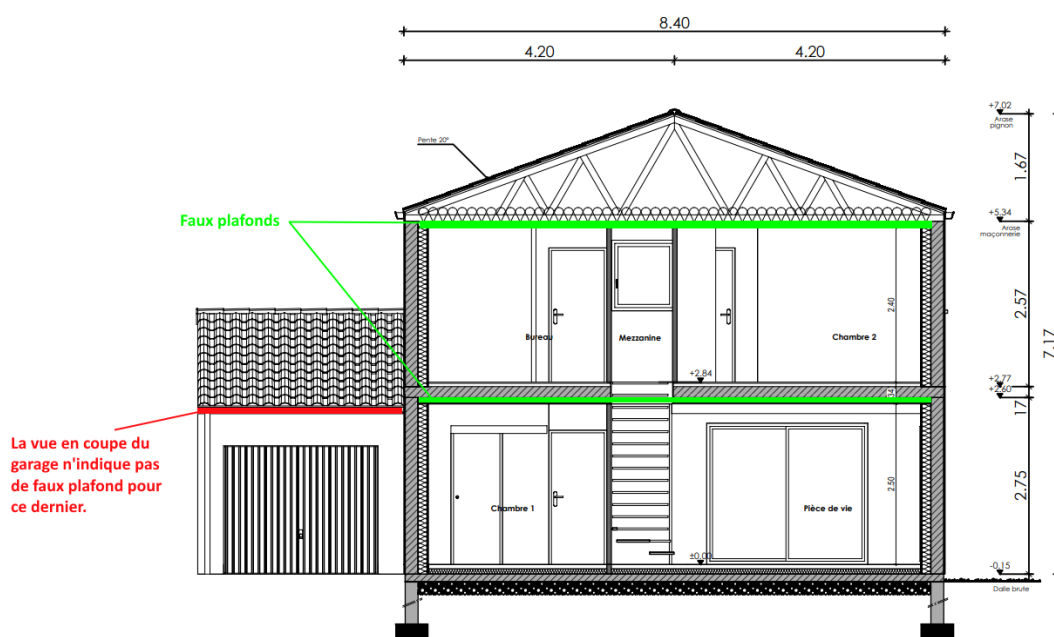 8.40
4.20
4.20
+7.02
Arase
pignon
Pente 20°
1.67
Faux plafonds
+5.34
Arase
maçonnerie
2.40
2.57
7.17
Bureau
Mezzanine
Chambre 2
+2.84
+2.77
+2.60
34
17
La vue en coupe du
garage n'indique pas
de faux plafond pour
ce dernier.
2.50
2.75
Chambre 1
Pièce de vie
±0,00
-0.15
Dalle brute